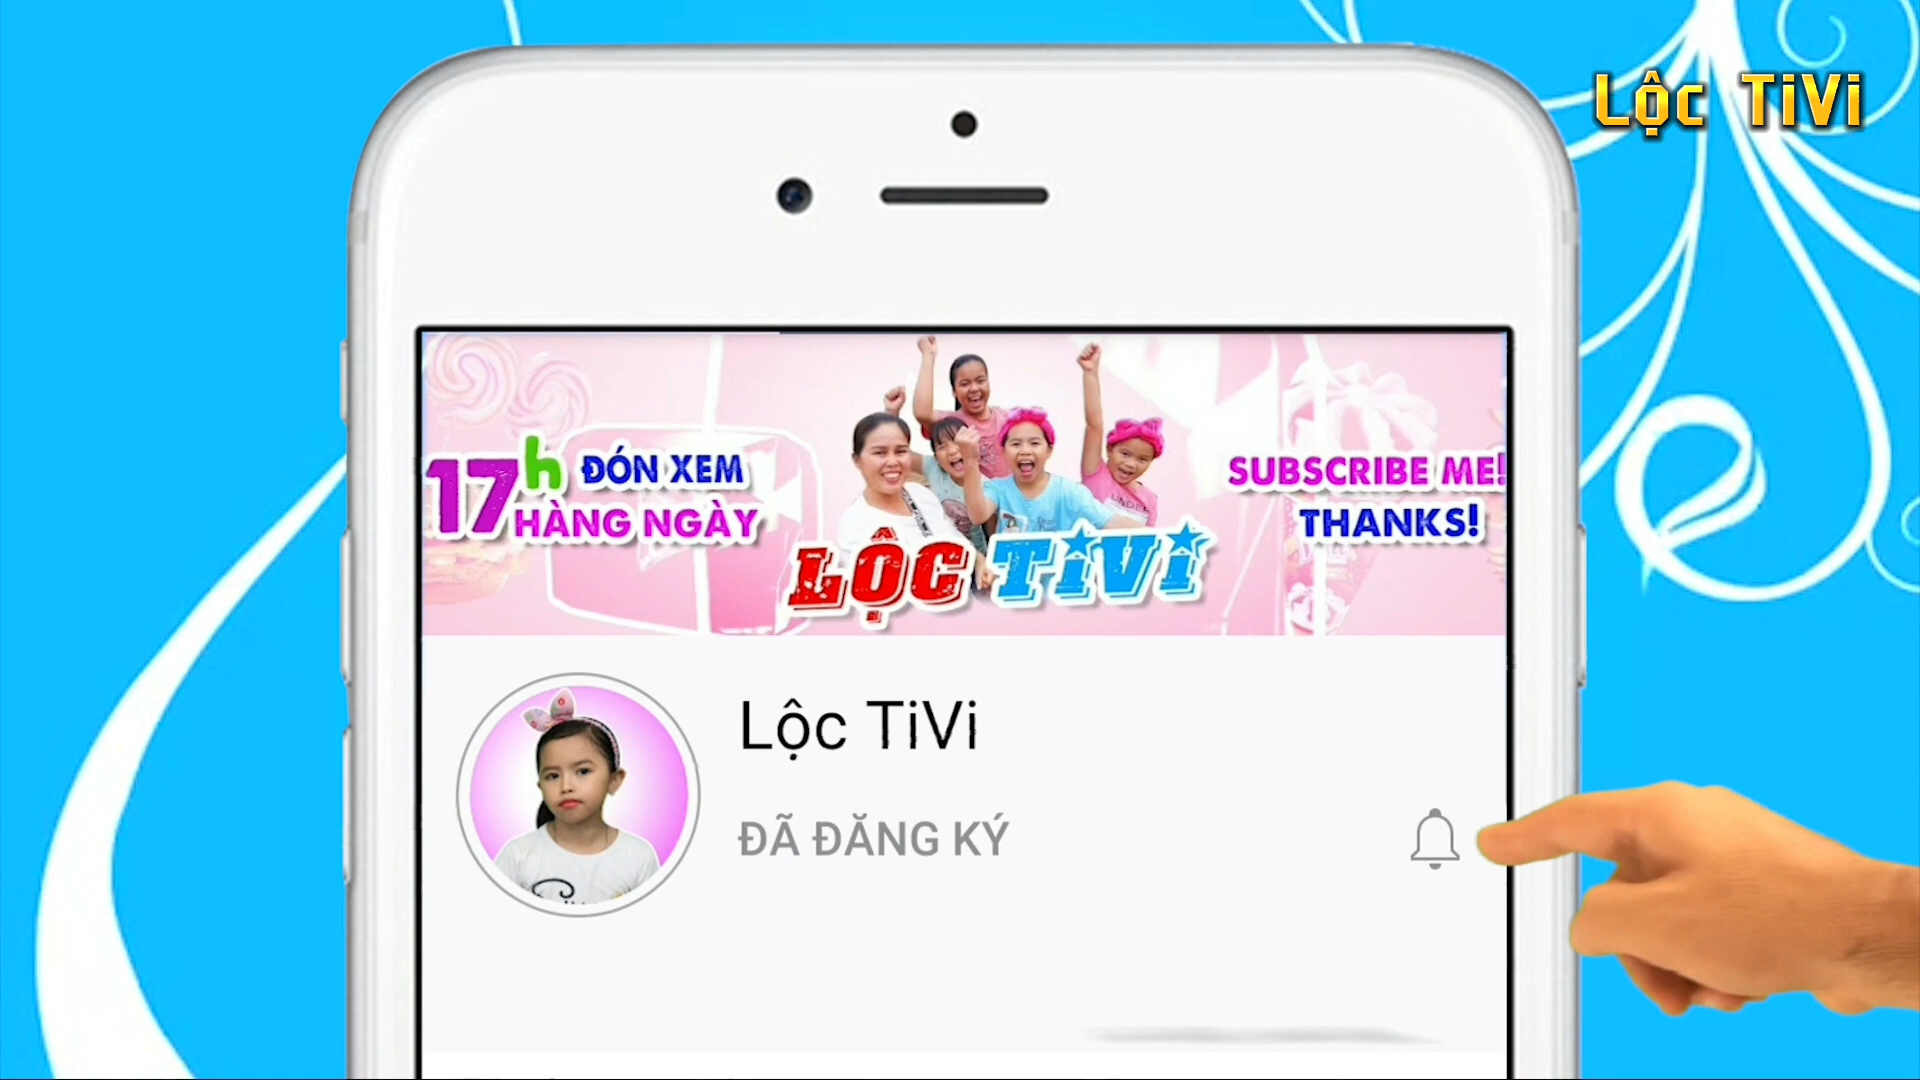 Lộc TiVi
17h ĐÓN XEM
HÀNG NGÀY
SUBSCRIBE ME!
THANKS!
LỘC TiVi
Lộc TiVi
ĐÃ ĐĂNG KÝ